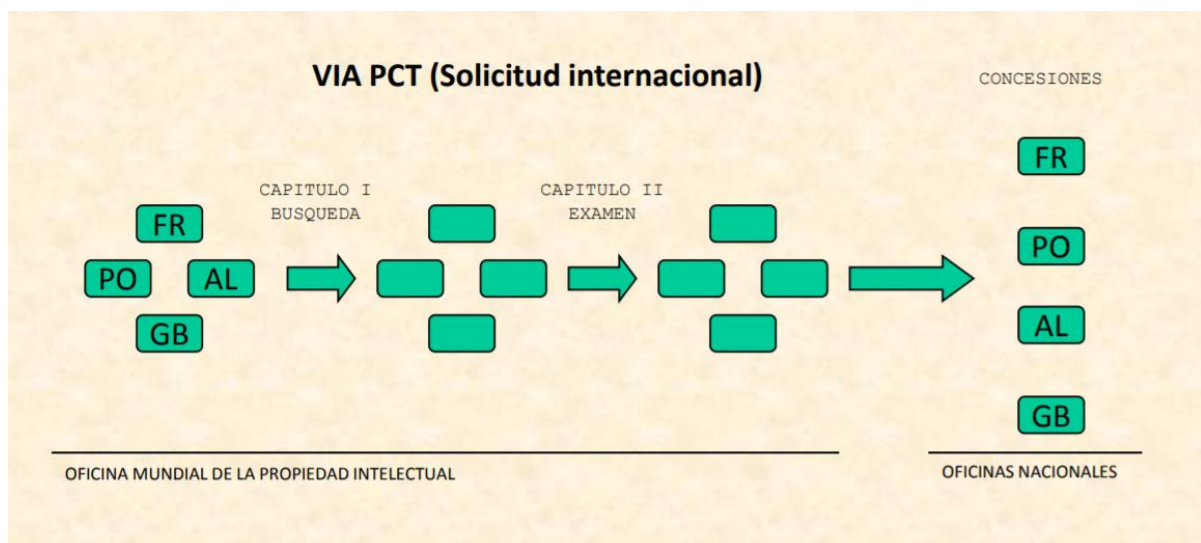 VIA PCT (Solicitud internacional)
CONCESIONES
CAPITULO I
BUSQUEDA
CAPITULO II
EXAMEN
FR
PO
AL
GB
FR
PO
AL
GB
OFICINA MUNDIAL DE LA PROPIEDAD INTELECTUAL
OFICINAS NACIONALES